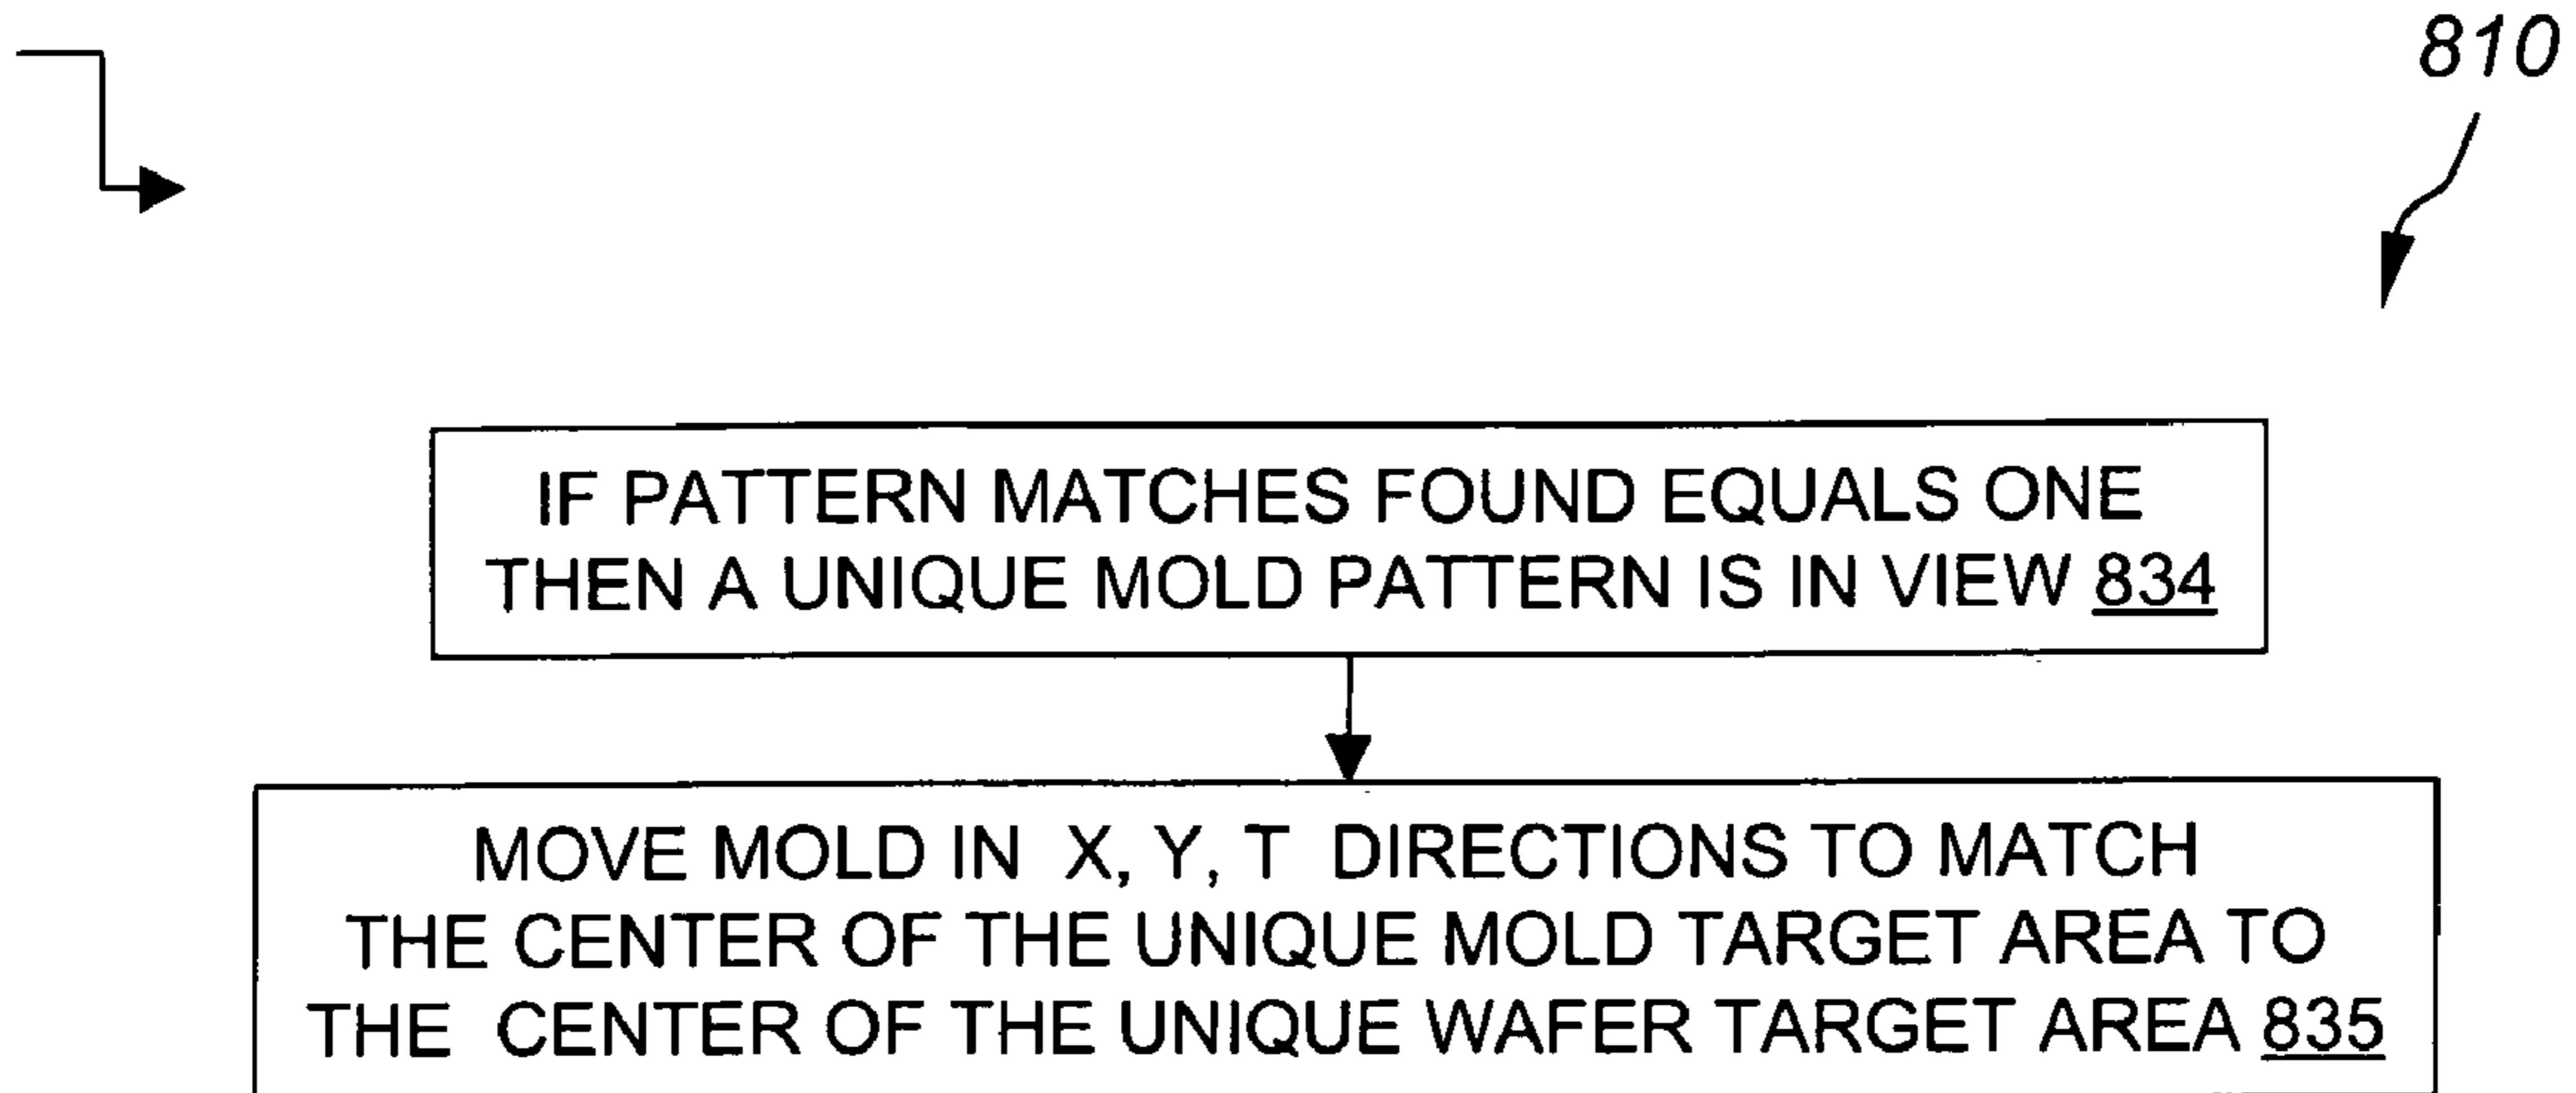 810
IF PATTERN MATCHES FOUND EQUALS ONE
THEN A UNIQUE MOLD PATTERN IS IN VIEW 834
MOVE MOLD IN X, Y, T DIRECTIONS TO MATCH
THE CENTER OF THE UNIQUE MOLD TARGET AREA TO
THE CENTER OF THE UNIQUE WAFER TARGET AREA 835